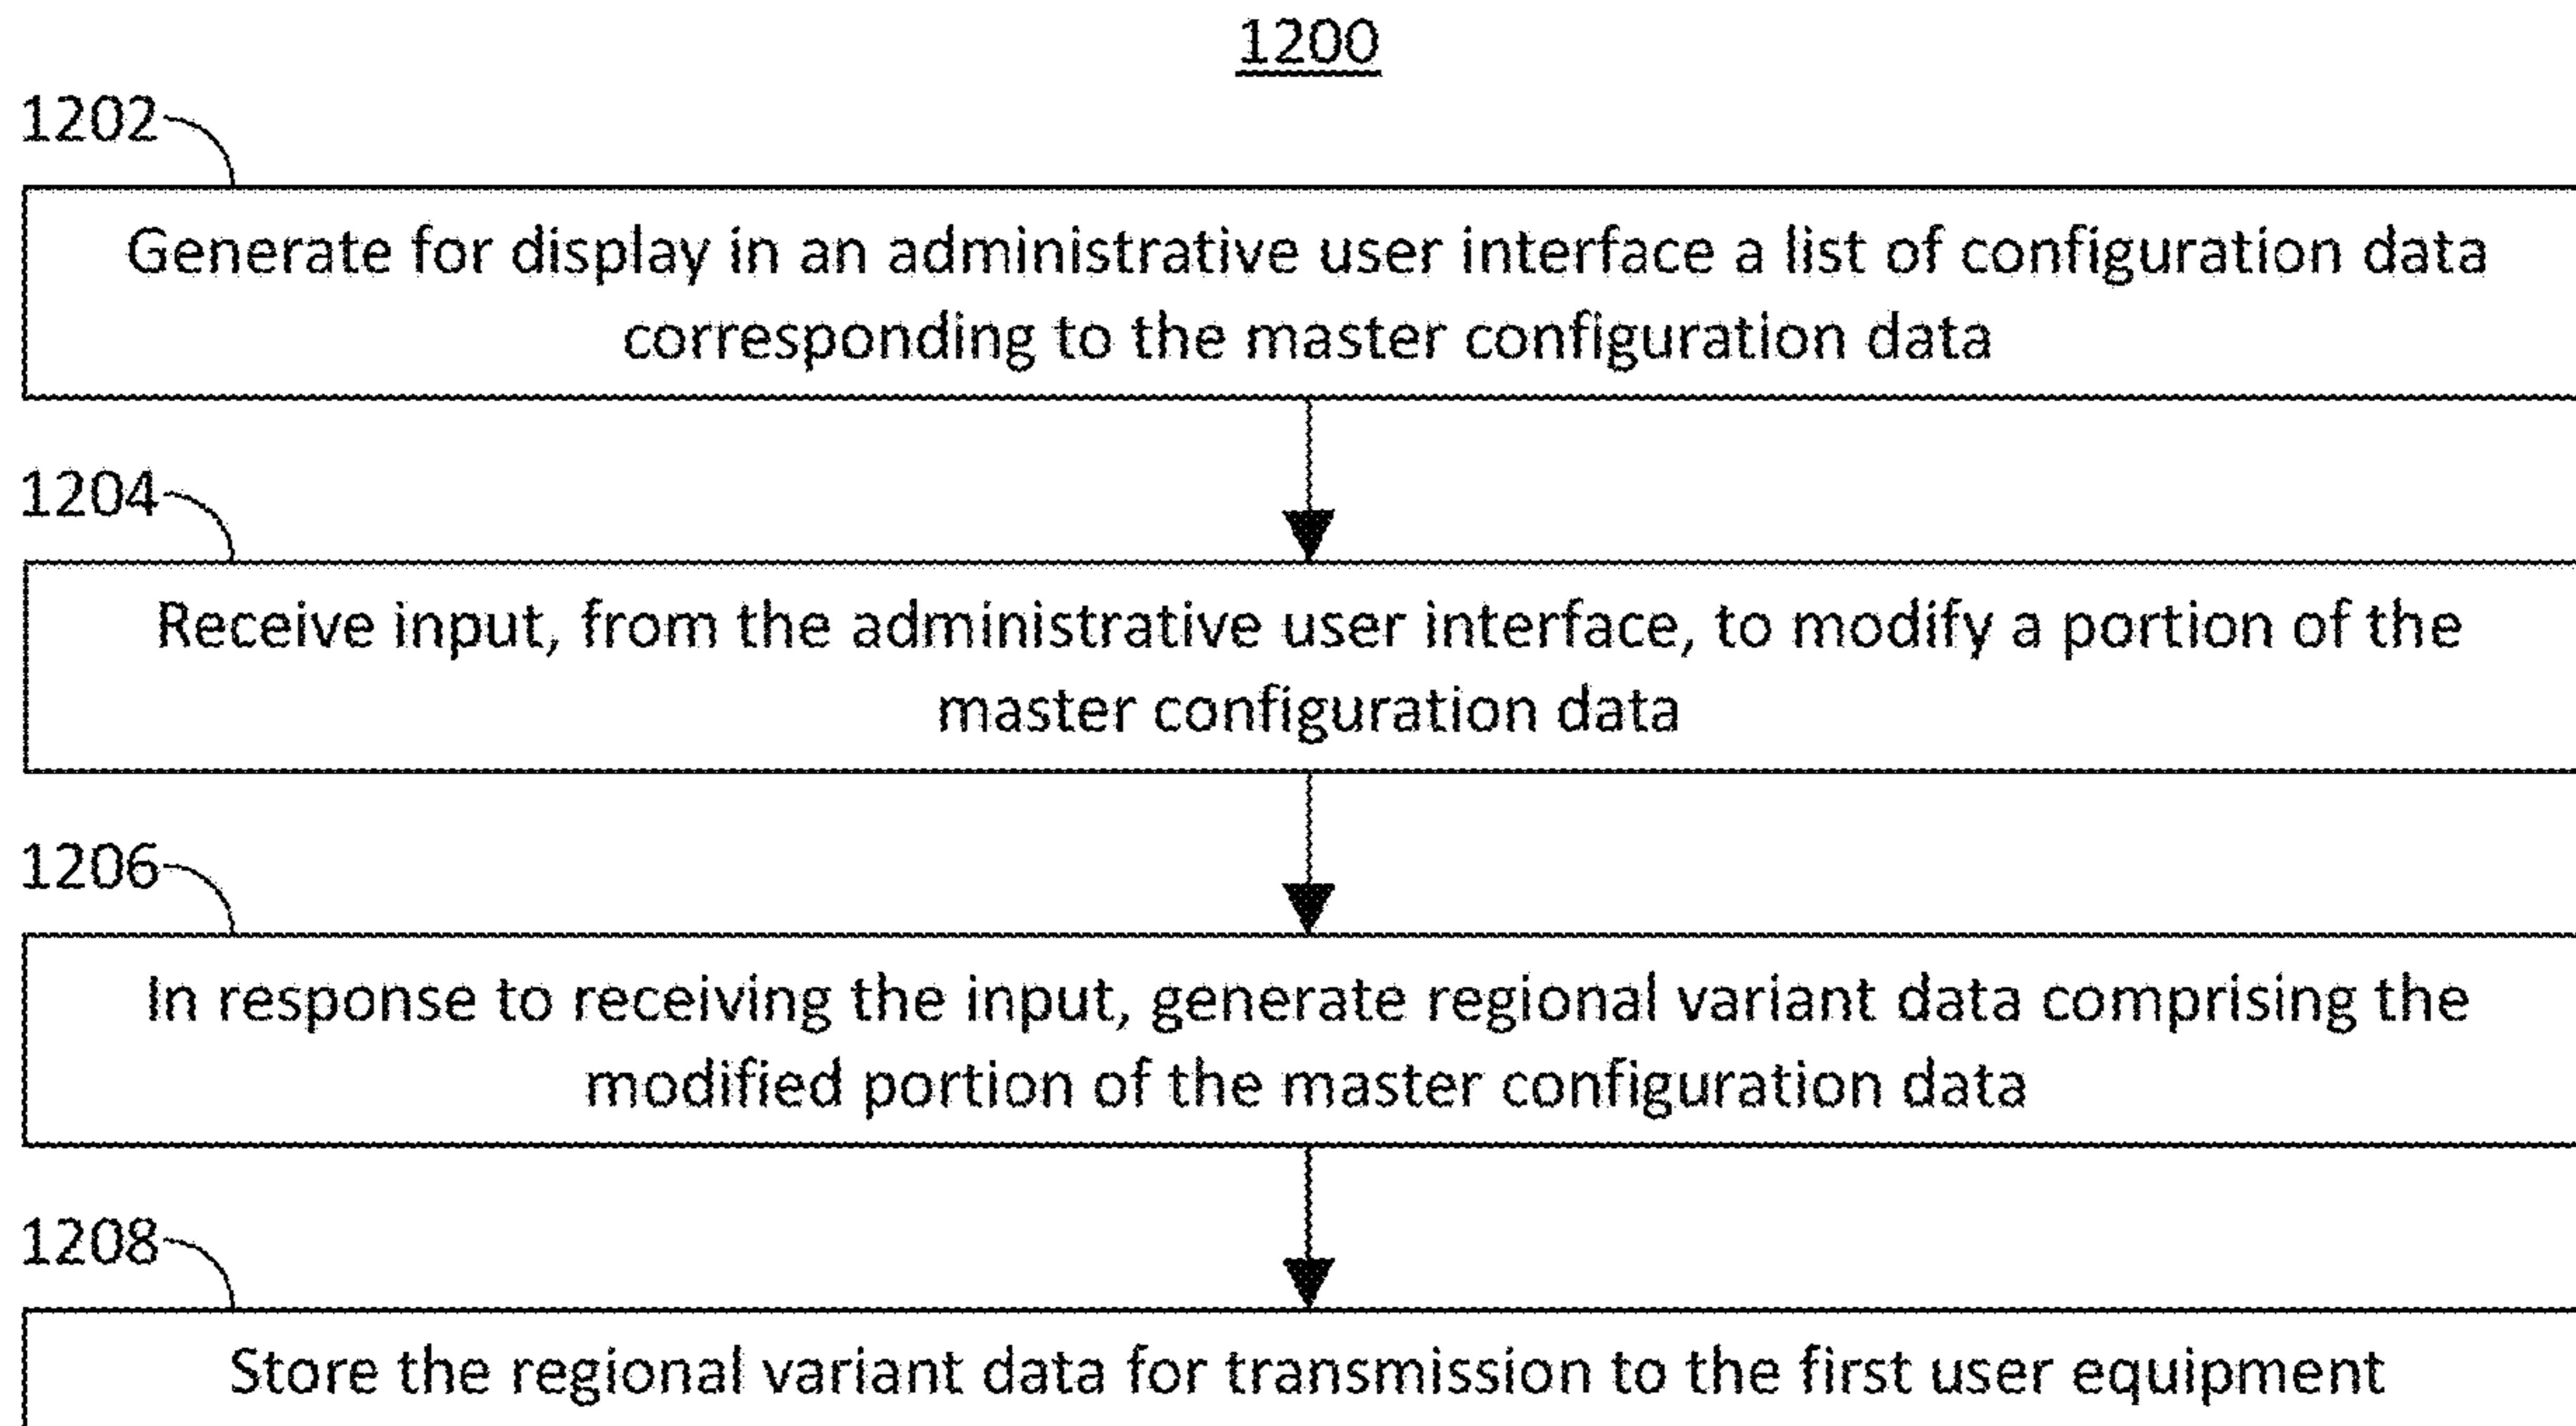 1200
1202
Generate for display in an administrative user interface a list of configuration data
corresponding to the master configuration data
1204
Receive input, from the administrative user interface, to modify a portion of the
master configuration data
1206
In response to receiving the input, generate regional variant data comprising the
modified portion of the master configuration data
1208
Store the regional variant data for transmission to the first user equipment